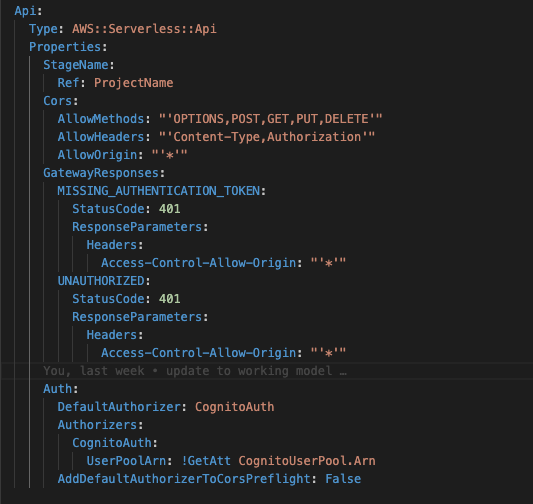 Api:
Type: AWS::Serverless::Api
Properties:
StageName:
Ref: ProjectName
Cors:
AllowMethods: "'OPTIONS,POST,GET,PUT,DELETE'"
AllowHeaders: "'Content-Type,Authorization'"
AllowOrigin: "'*'"
GatewayResponses:
MISSING_AUTHENTICATION_TOKEN:
StatusCode: 401
ResponseParameters:
Headers:
Access-Control-Allow-Origin: "'*'"
UNAUTHORIZED:
StatusCode: 401
ResponseParameters:
Headers:
Access-Control-Allow-Origin: "'*'"
You, last week • update to working model …
Auth:
DefaultAuthorizer: CognitoAuth
Authorizers:
CognitoAuth:
UserPoolArn: !GetAtt CognitoUserPool.Arn
AddDefaultAuthorizerToCorsPreflight: False